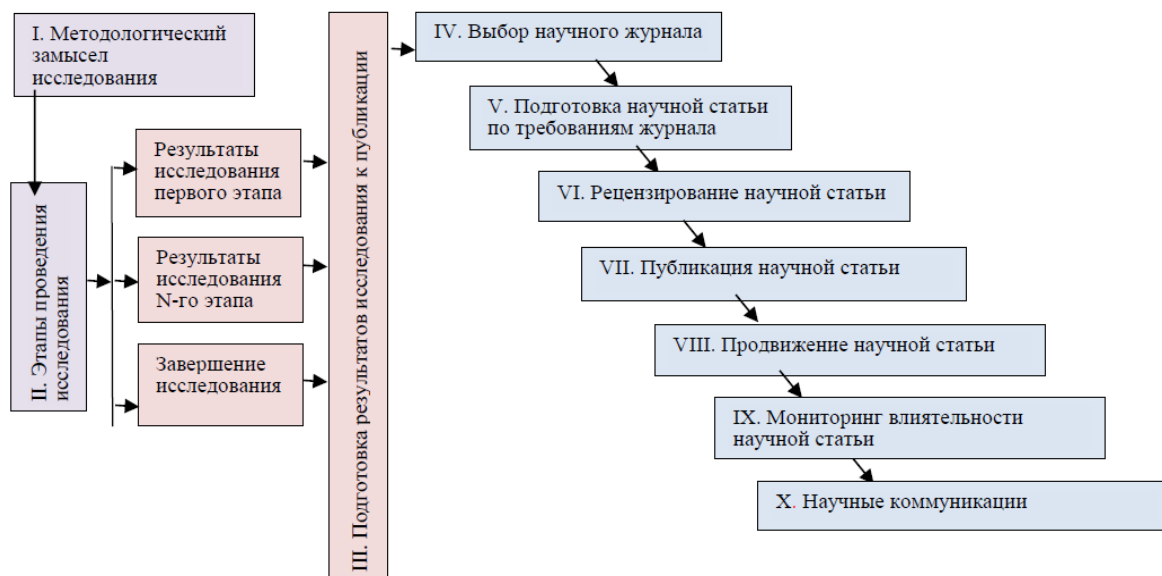 I. Методологический
замысел
исследования
II. Этапы проведения
исследования
Результаты
исследования
первого этапа
Результаты
исследования
N-го этапа
Завершение
исследования
III. Подготовка результатов исследования к публикации
IV. Выбор научного журнала
V. Подготовка научной статьи
по требованиям журнала
VI. Рецензирование научной статьи
VII. Публикация научной статьи
VIII. Продвижение научной статьи
IX. Мониторинг влиятельности
научной статьи
X. Научные коммуникации